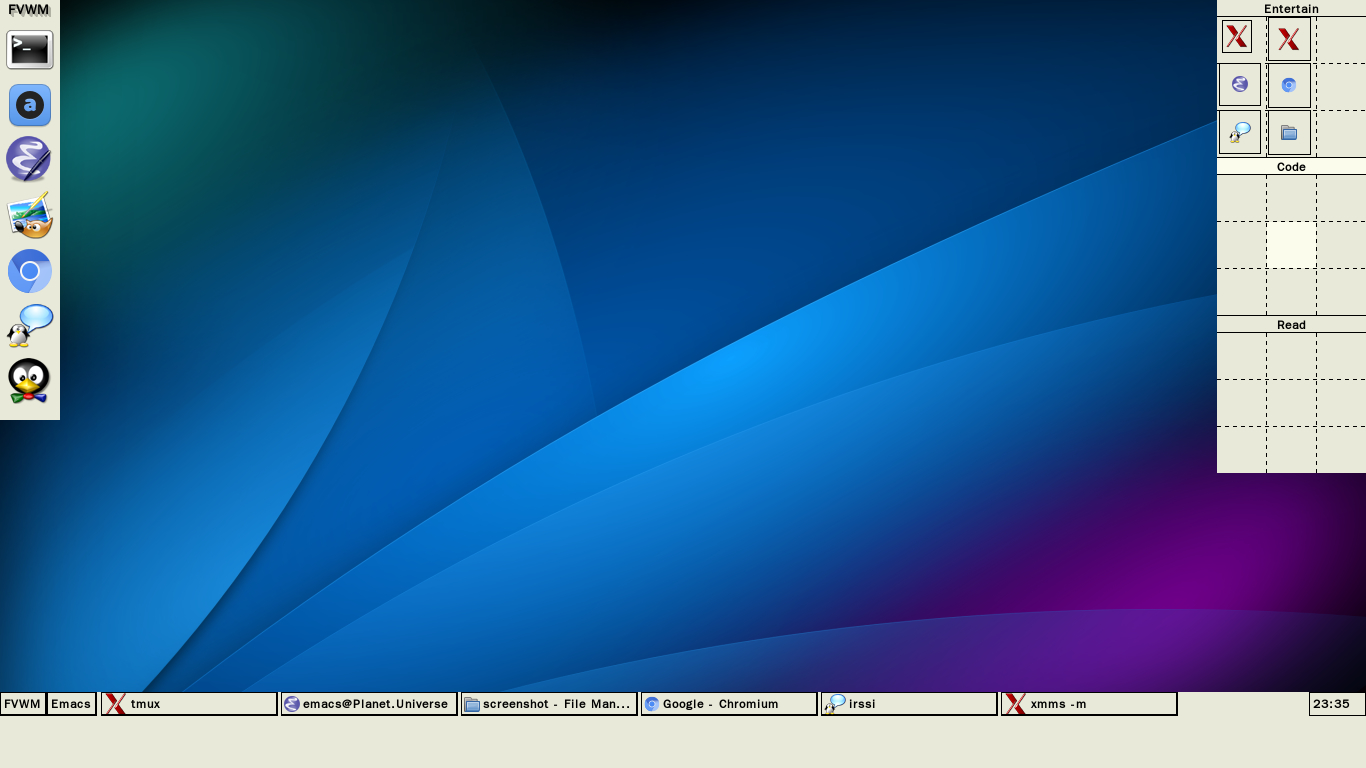 FVWM
>_
a
Entertain
Code
Read
FVWM Emacs tmux emacs@Planet.Universe screenshot - File Man... Google - Chromium irssi xmms -m 23:35